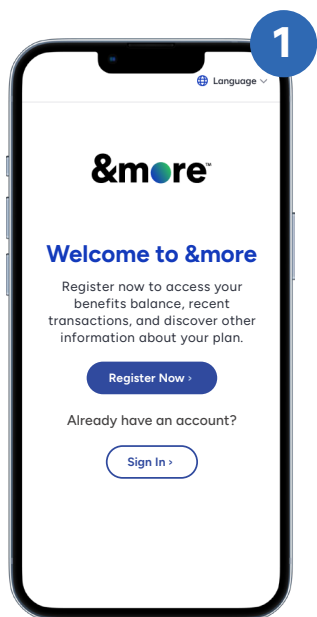 1
Language
&more™
Welcome to &more
Register now to access your
benefits balance, recent
transactions, and discover other
information about your plan.
Register Now ›
Already have an account?
Sign In ›